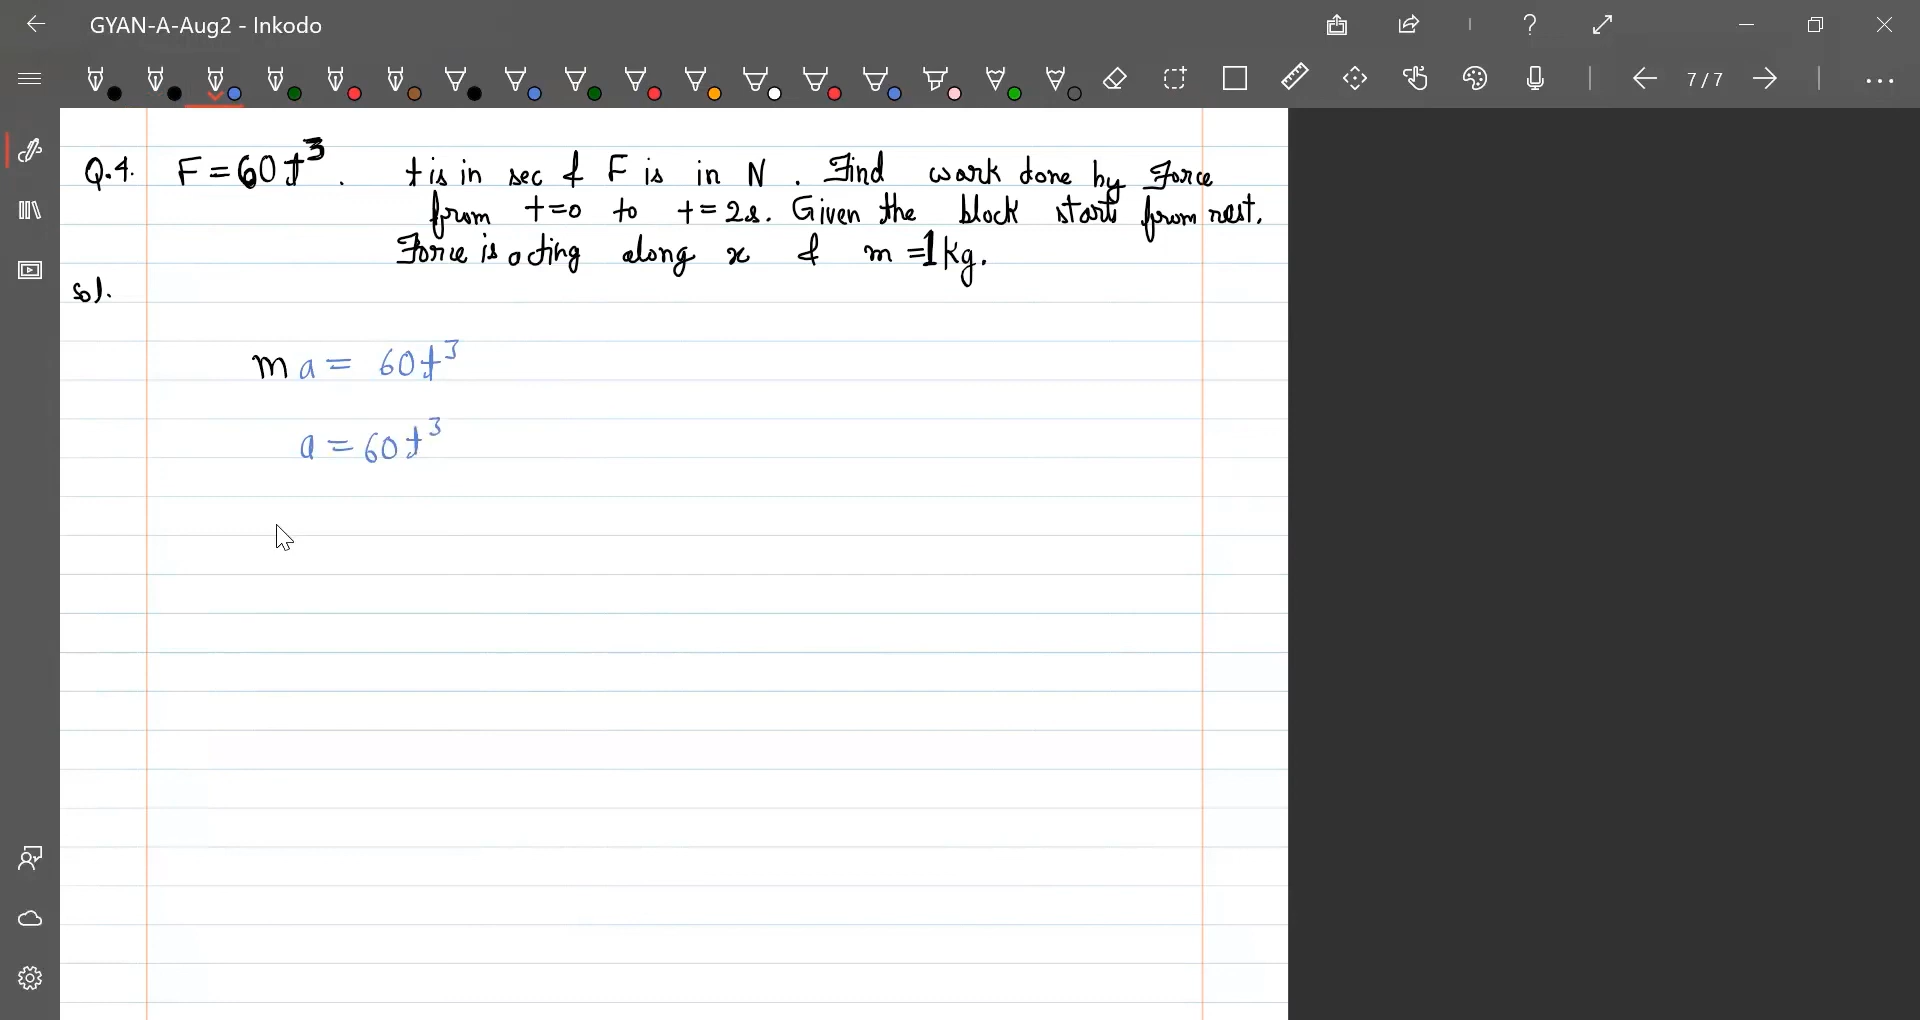 GYAN-A-Aug2 - Inkodo
7 / 7
Q.4. F = 60t³. t is in sec & F is in N. Find work done by Force
from t=0 to t=2s. Given the block starts from rest.
Force is acting along x & m = 1kg.
Sol.
ma = 60t³
a = 60t³